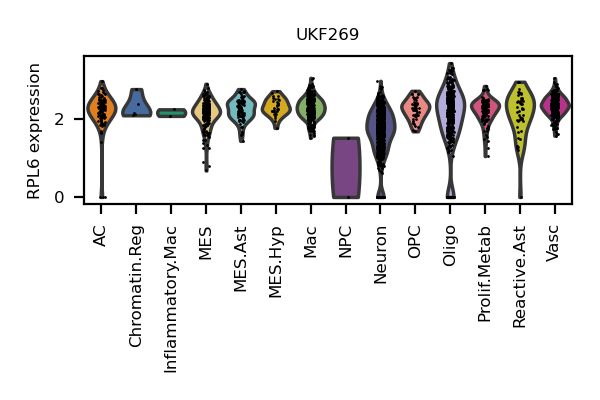 UKF269
RPL6 expression
2
0
AC
Chromatin.Reg
Inflammatory.Mac
MES
MES.Ast
MES.Hyp
Mac
NPC
Neuron
OPC
Oligo
Prolif.Metab
Reactive.Ast
Vasc